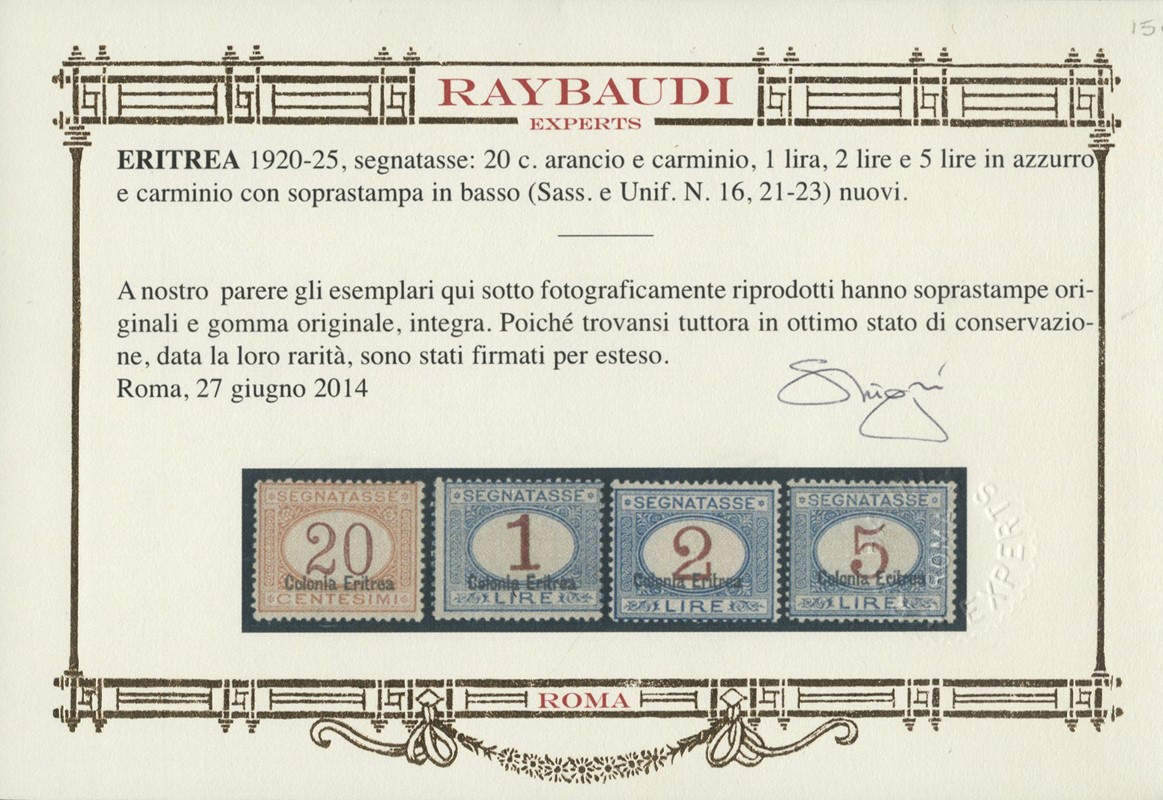 15
RAYBAUDI
EXPERTS
ERITREA 1920-25, segnatasse: 20 c. arancio e carminio, 1 lira, 2 lire e 5 lire in azzurro
e carminio con soprastampa in basso (Sass. e Unif. N. 16, 21-23) nuovi.
A nostro parere gli esemplari qui sotto fotograficamente riprodotti hanno soprastampe ori-
ginali e gomma originale, integra. Poiché trovansi tuttora in ottimo stato di conservazio-
ne, data la loro rarità, sono stati firmati per esteso.
Roma, 27 giugno 2014
SEGNATASSE SEGNATASSE SEGNATASSE SEGNATASSE
20 1 2 5
Colonia Eritrea Colonia Eritrea Colonia Eritrea Colonia Eritrea
CENTESIMI LIRE LIRE LIRE
EXPERTS
ROMA